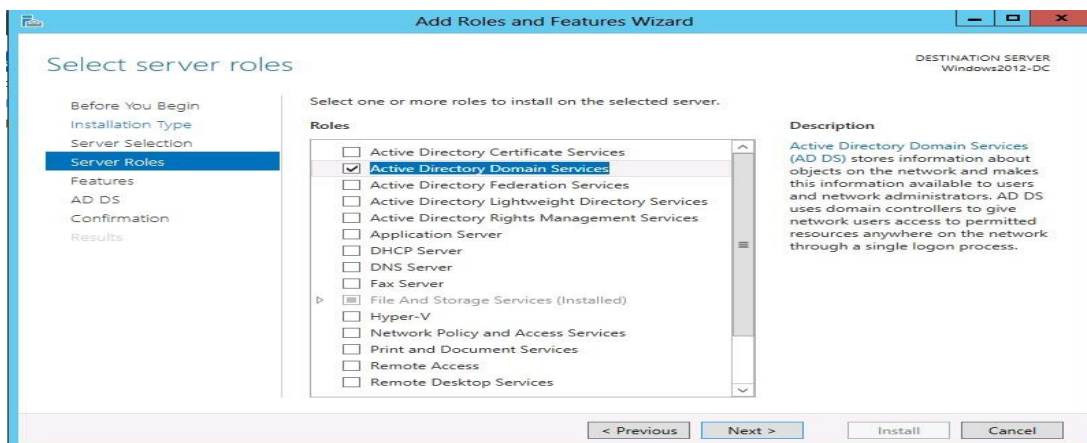 Add Roles and Features Wizard
Select server roles
DESTINATION SERVER
Windows2012-DC
Before You Begin
Installation Type
Server Selection
Server Roles
Features
AD DS
Confirmation
Results
Select one or more roles to install on the selected server.
Roles
Active Directory Certificate Services
Active Directory Domain Services
Active Directory Federation Services
Active Directory Lightweight Directory Services
Active Directory Rights Management Services
Application Server
DHCP Server
DNS Server
Fax Server
File And Storage Services (Installed)
Hyper-V
Network Policy and Access Services
Print and Document Services
Remote Access
Remote Desktop Services
Description
Active Directory Domain Services
(AD DS) stores information about
objects on the network and makes
this information available to users
and network administrators. AD DS
uses domain controllers to give
network users access to permitted
resources anywhere on the network
through a single logon process.
< Previous
Next >
Install
Cancel